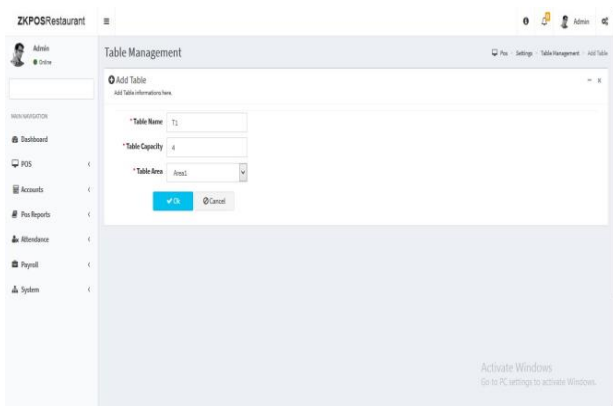 ZKPOSRestaurant
Admin
Admin
Online
MAIN NAVIGATION
Dashboard
POS
Accounts
Pos Reports
Attendance
Payroll
System
Table Management
Pos Settings Table Management Add Table
Add Table
Add Table informations here.
* Table Name T1
* Table Capacity 4
* Table Area Area1
Ok Cancel
Activate Windows
Go to PC settings to activate Windows.